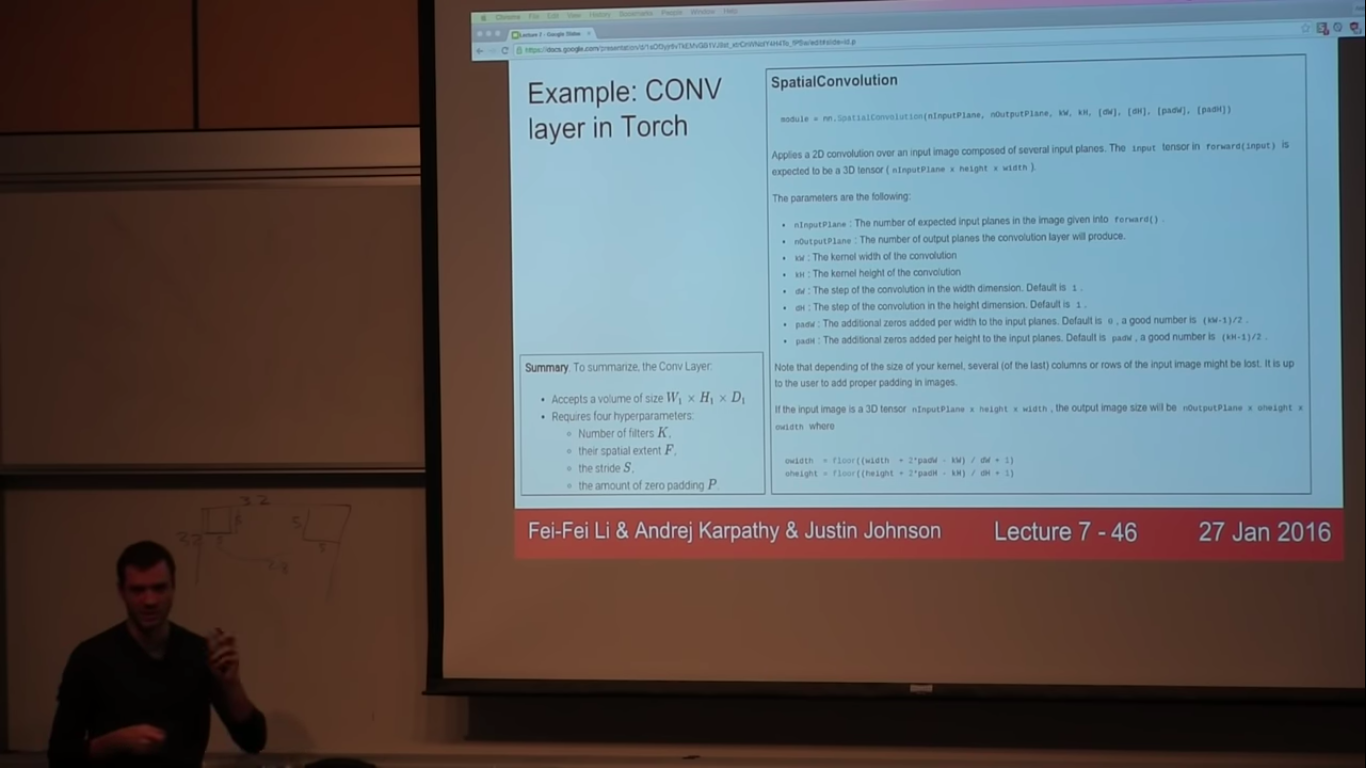 Chrome File Edit View History Bookmarks People Window Help
Lecture 7 - Google Slides
Example: CONV
layer in Torch
SpatialConvolution
module = nn.SpatialConvolution(nInputPlane, nOutputPlane, kW, kH, [dW], [dH], [padW], [padH])
Applies a 2D convolution over an input image composed of several input planes. The input tensor in forward(input) is
expected to be a 3D tensor ( nInputPlane x height x width ).
The parameters are the following:
• nInputPlane : The number of expected input planes in the image given into forward() .
• nOutputPlane : The number of output planes the convolution layer will produce.
• kW : The kernel width of the convolution
• kH : The kernel height of the convolution
• dW : The step of the convolution in the width dimension. Default is 1 .
• dH : The step of the convolution in the height dimension. Default is 1 .
• padW : The additional zeros added per width to the input planes. Default is 0 , a good number is (kW-1)/2 .
• padH : The additional zeros added per height to the input planes. Default is padW , a good number is (kH-1)/2 .
Note that depending of the size of your kernel, several (of the last) columns or rows of the input image might be lost. It is up
to the user to add proper padding in images.
If the input image is a 3D tensor nInputPlane x height x width , the output image size will be nOutputPlane x oheight x
owidth where
owidth = floor((width + 2*padW - kW) / dW + 1)
oheight = floor((height + 2*padH - kH) / dH + 1)
Summary. To summarize, the Conv Layer:
• Accepts a volume of size W₁ × H₁ × D₁
• Requires four hyperparameters:
◦ Number of filters K,
◦ their spatial extent F,
◦ the stride S,
◦ the amount of zero padding P.
Fei-Fei Li & Andrej Karpathy & Justin Johnson Lecture 7 - 46 27 Jan 2016
32
32
5
5